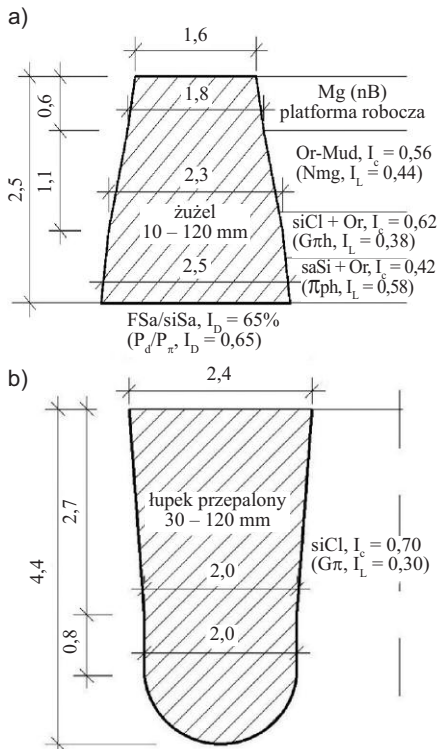 a)
1,6
1,8
0,6
1,1
2,5
2,3
żużel
10 – 120 mm
2,5
Mg (nB)
platforma robocza
Or-Mud, I_c = 0,56
(Nmg, I_L = 0,44)
siCl + Or, I_c = 0,62
(Gπh, I_L = 0,38)
saSi + Or, I_c = 0,42
(πph, I_L = 0,58)
FSa/siSa, I_D = 65%
(P_d/P_π, I_D = 0,65)
b)
2,4
4,4
2,7
0,8
łupek przepalony
30 – 120 mm
2,0
2,0
siCl, I_c = 0,70
(Gπ, I_L = 0,30)